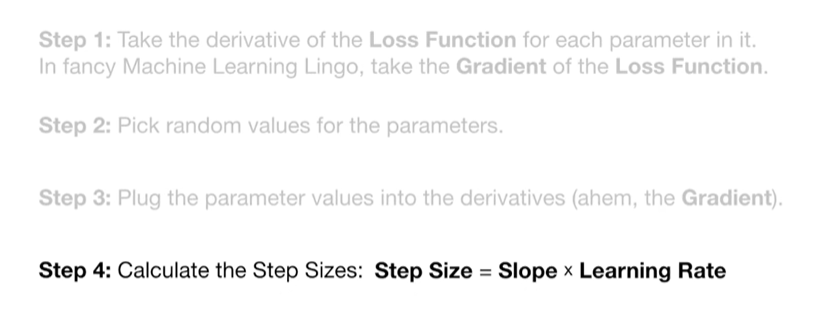 Step 1: Take the derivative of the Loss Function for each parameter in it.
In fancy Machine Learning Lingo, take the Gradient of the Loss Function.
Step 2: Pick random values for the parameters.
Step 3: Plug the parameter values into the derivatives (ahem, the Gradient).
Step 4: Calculate the Step Sizes: Step Size = Slope × Learning Rate